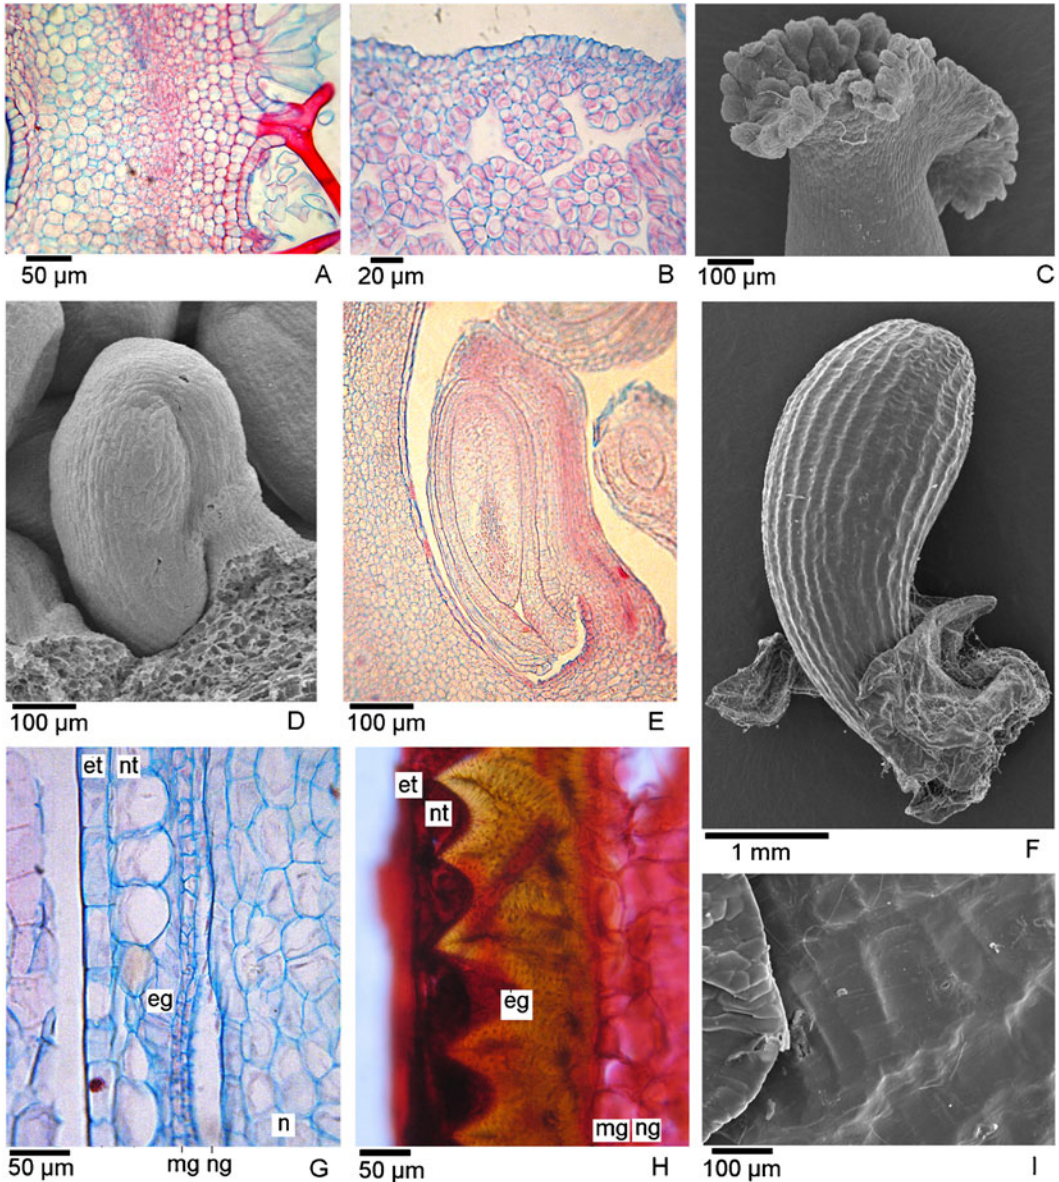 50 µm A
20 µm B
100 µm C
100 µm D
100 µm E
1 mm F
et nt
eg
n
50 µm G
mg ng
et
nt
eg
mg ng
50 µm H
100 µm I